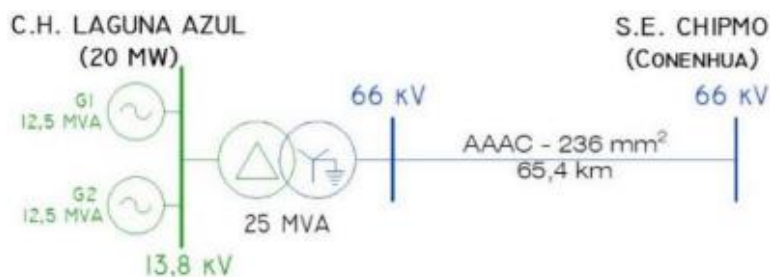 C.H. LAGUNA AZUL
(20 MW)
S.E. CHIPMO
(CONENHUA)
G1
12,5 MVA
66 kV
66 kV
AAAC - 236 mm²
65,4 km
G2
12,5 MVA
25 MVA
13,8 kV